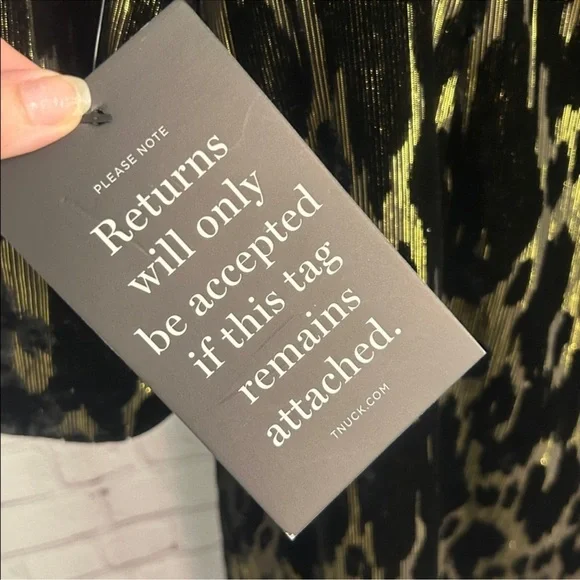 PLEASE NOTE
Returns
will only
be accepted
if this tag
remains
attached.
TNUCK.COM